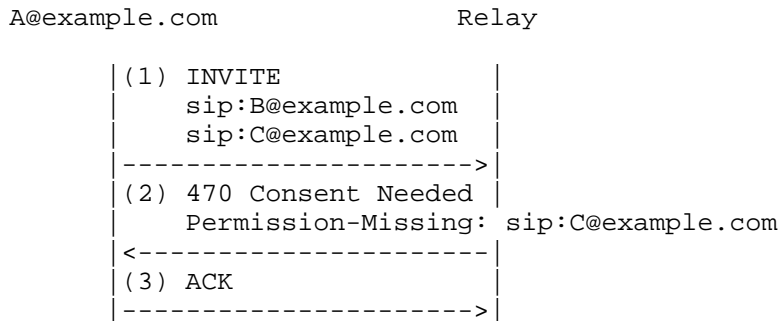 A@example.com                Relay
|(1) INVITE                |
|    sip:B@example.com  |
|    sip:C@example.com  |
|---------------------->|
|(2) 470 Consent Needed |
|    Permission-Missing: sip:C@example.com
|<----------------------|
|(3) ACK                |
|---------------------->|